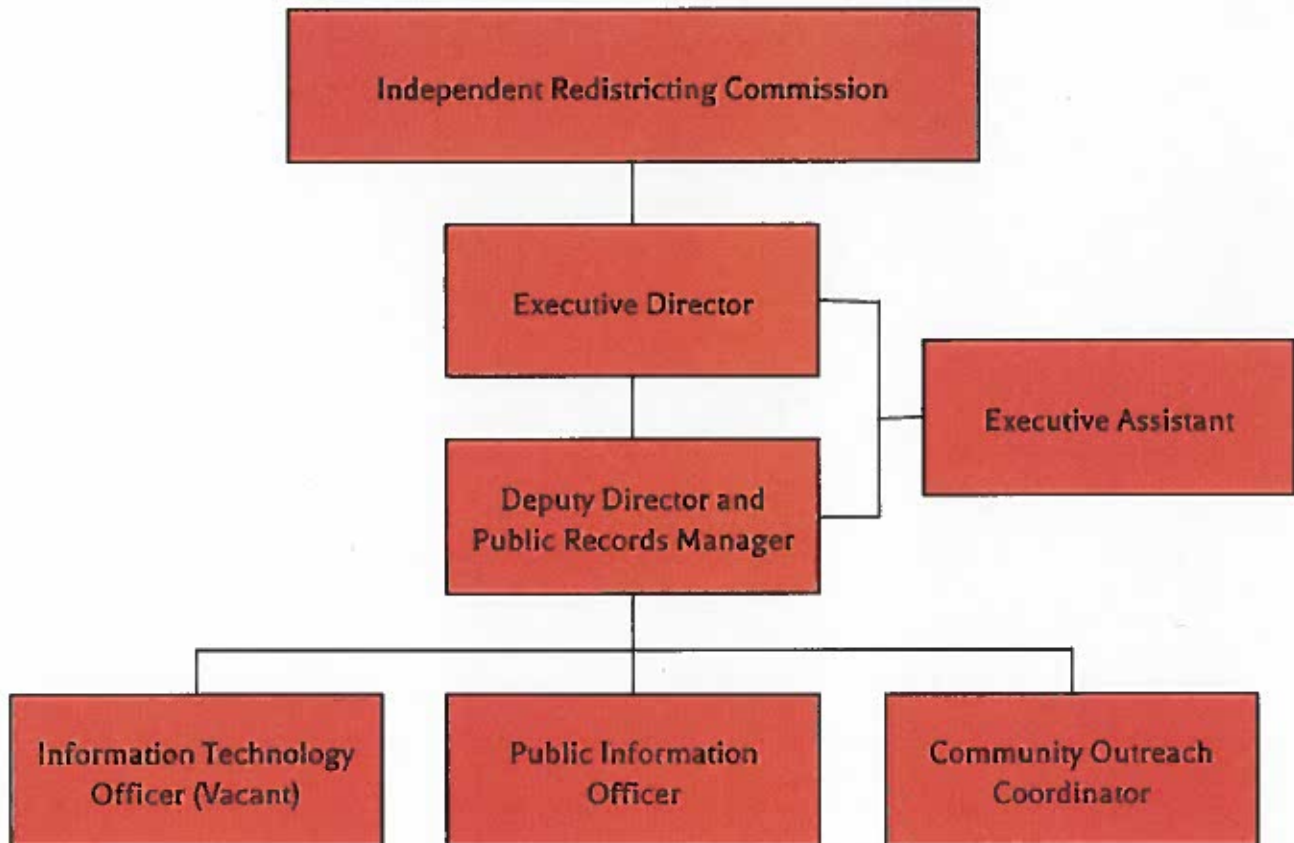 Independent Redistricting Commission
Executive Director
Executive Assistant
Deputy Director and
Public Records Manager
Information Technology
Officer (Vacant)
Public Information
Officer
Community Outreach
Coordinator